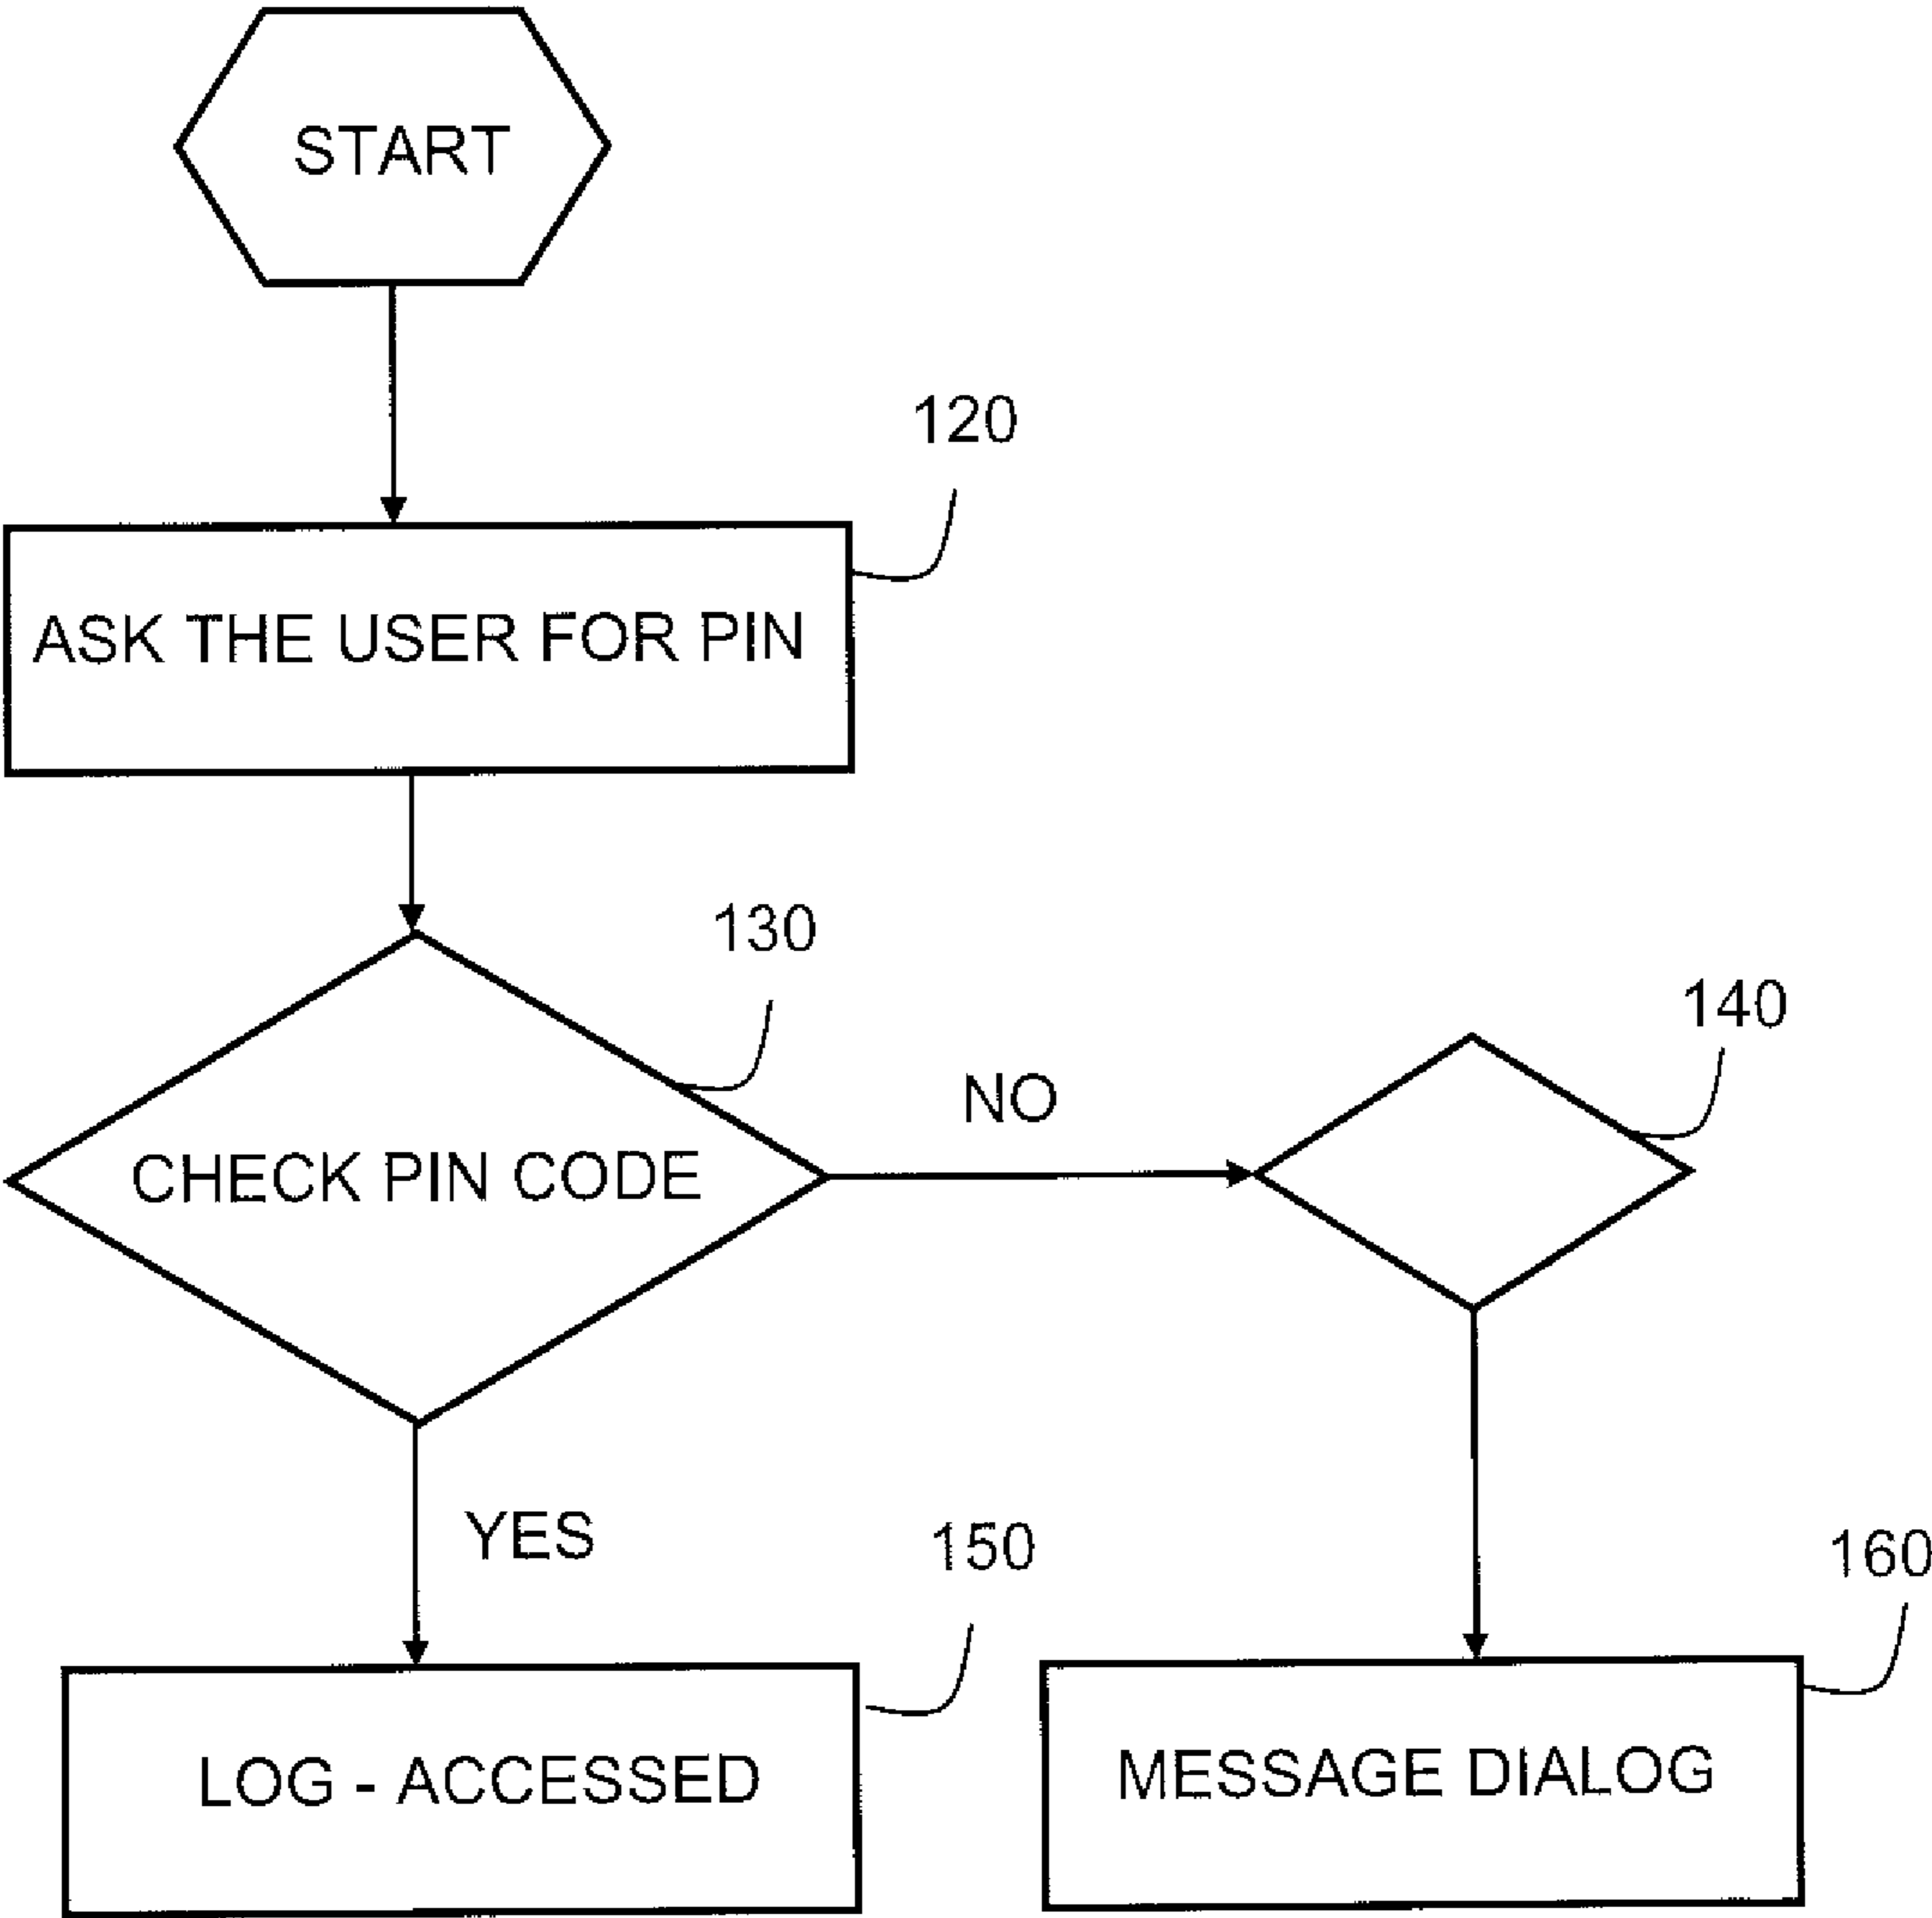 START
120
ASK THE USER FOR PIN
130
140
NO
CHECK PIN CODE
YES
150
160
LOG - ACCESSED
MESSAGE DIALOG